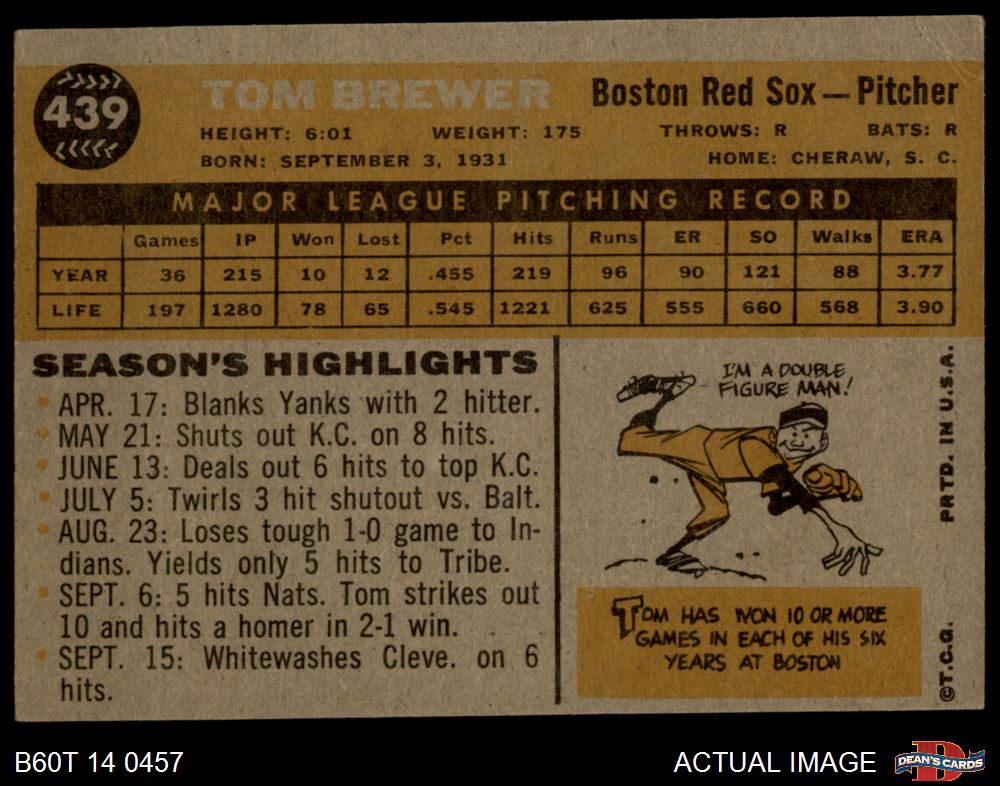 439
TOM BREWER
Boston Red Sox — Pitcher
HEIGHT: 6:01 WEIGHT: 175 THROWS: R BATS: R
BORN: SEPTEMBER 3, 1931 HOME: CHERAW, S. C.
MAJOR LEAGUE PITCHING RECORD
Games IP Won Lost Pct Hits Runs ER SO Walks ERA
YEAR 36 215 10 12 .455 219 96 90 121 88 3.77
LIFE 197 1280 78 65 .545 1221 625 555 660 568 3.90
SEASON'S HIGHLIGHTS
APR. 17: Blanks Yanks with 2 hitter.
MAY 21: Shuts out K.C. on 8 hits.
JUNE 13: Deals out 6 hits to top K.C.
JULY 5: Twirls 3 hit shutout vs. Balt.
AUG. 23: Loses tough 1-0 game to In-
dians. Yields only 5 hits to Tribe.
SEPT. 6: 5 hits Nats. Tom strikes out
10 and hits a homer in 2-1 win.
SEPT. 15: Whitewashes Cleve. on 6
hits.
I'M A DOUBLE
FIGURE MAN!
TOM HAS WON 10 OR MORE
GAMES IN EACH OF HIS SIX
YEARS AT BOSTON
©T.C.G. PRTD. IN U.S.A.
B60T 14 0457
ACTUAL IMAGE
DEAN'S CARDS